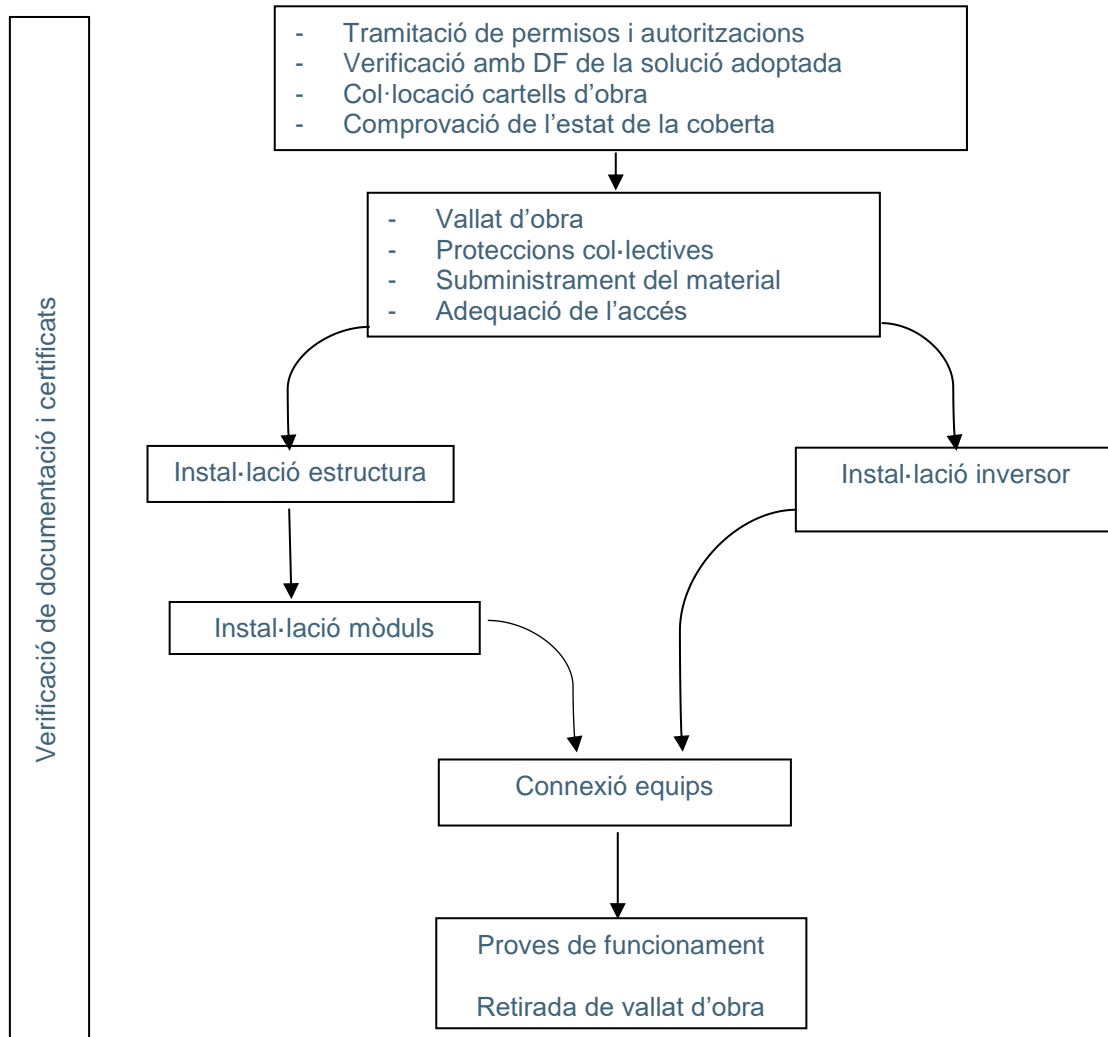 Verificació de documentació i certificats
- Tramitació de permisos i autoritzacions
- Verificació amb DF de la solució adoptada
- Col·locació cartells d’obra
- Comprovació de l’estat de la coberta
- Vallat d’obra
- Proteccions col·lectives
- Subministrament del material
- Adequació de l’accés
Instal·lació estructura
Instal·lació inversor
Instal·lació mòduls
Connexió equips
Proves de funcionament
Retirada de vallat d’obra